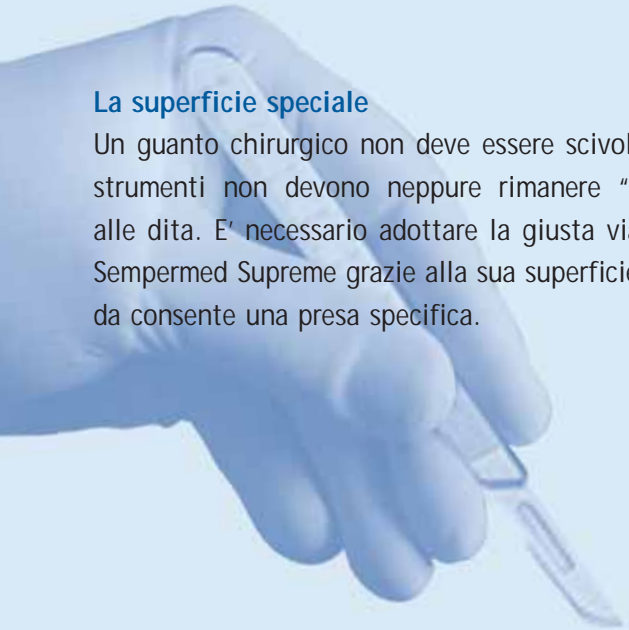 La superficie speciale
Un guanto chirurgico non deve essere scivol
strumenti non devono neppure rimanere “
alle dita. E’ necessario adottare la giusta via
Sempermed Supreme grazie alla sua superficie
da consente una presa specifica.